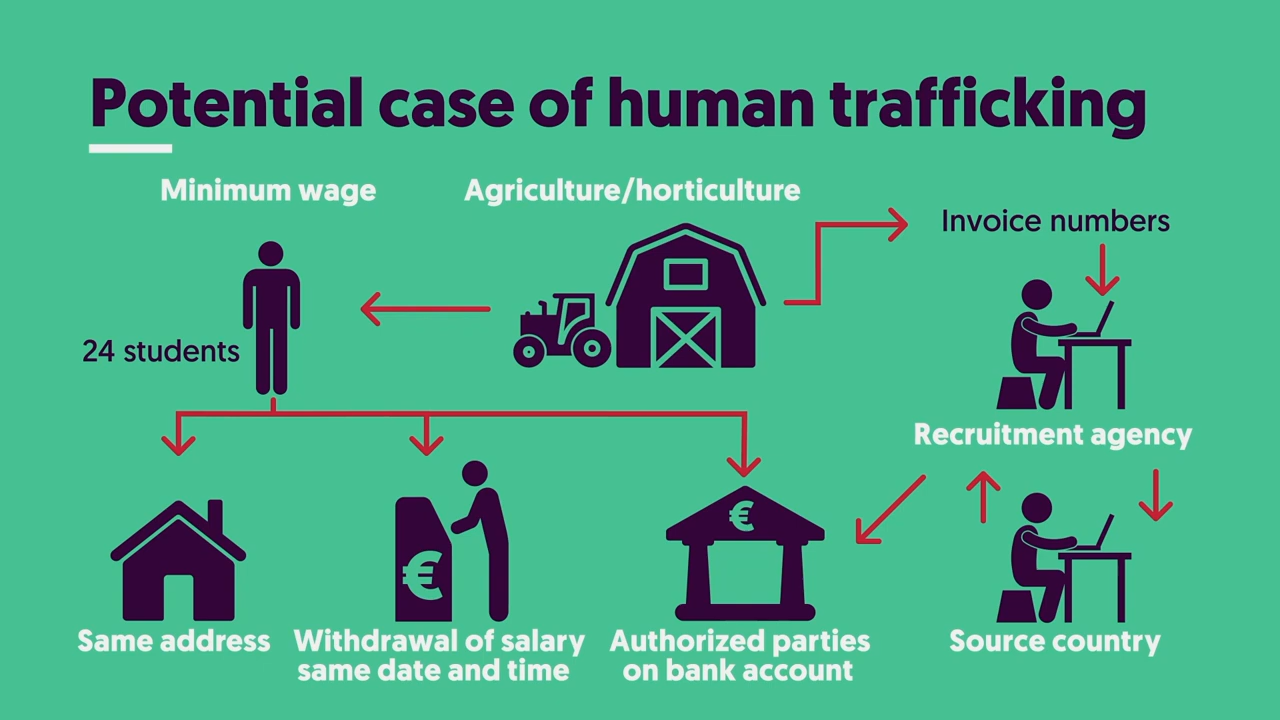 Potential case of human trafficking
Minimum wage
Agriculture/horticulture
Invoice numbers
24 students
Recruitment agency
€
€
Same address
Withdrawal of salary
same date and time
Authorized parties
on bank account
Source country